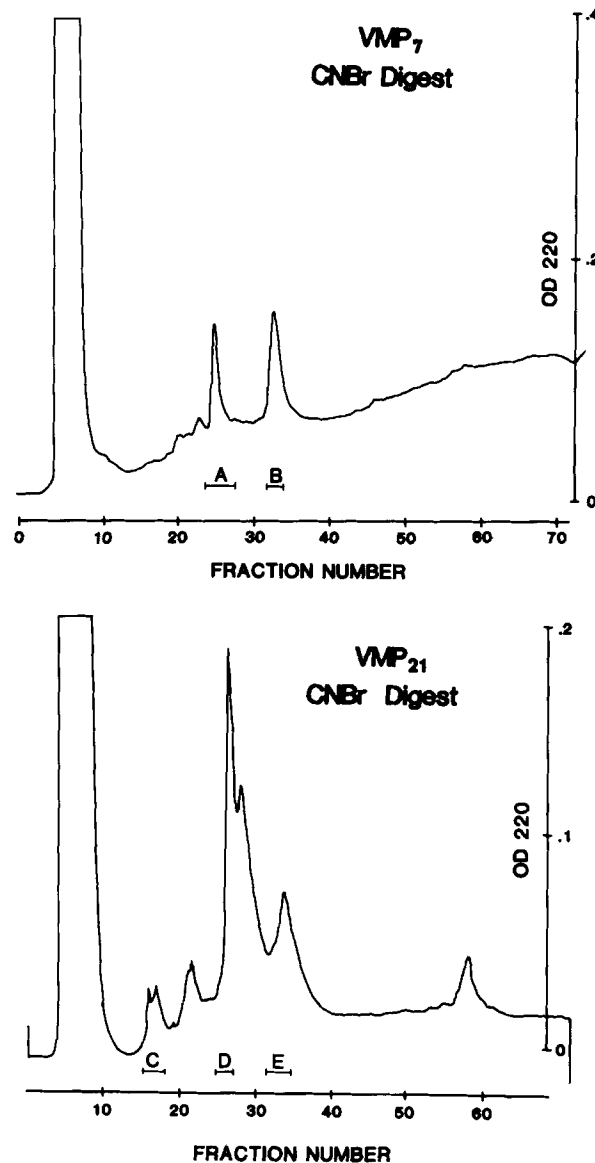 VMP7
CNBr Digest
.4
.2
0
OD 220
A
B
0 10 20 30 40 50 60 70
FRACTION NUMBER
VMP21
CNBr Digest
.2
.1
0
OD 220
C
D
E
10 20 30 40 50 60
FRACTION NUMBER